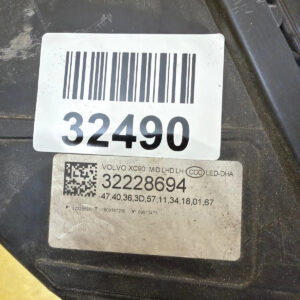 32490
VOLVO XC90 MID LHD LH CCC LED-DHA
32228694
47,40,36,3D,57,11,34,18,01,67